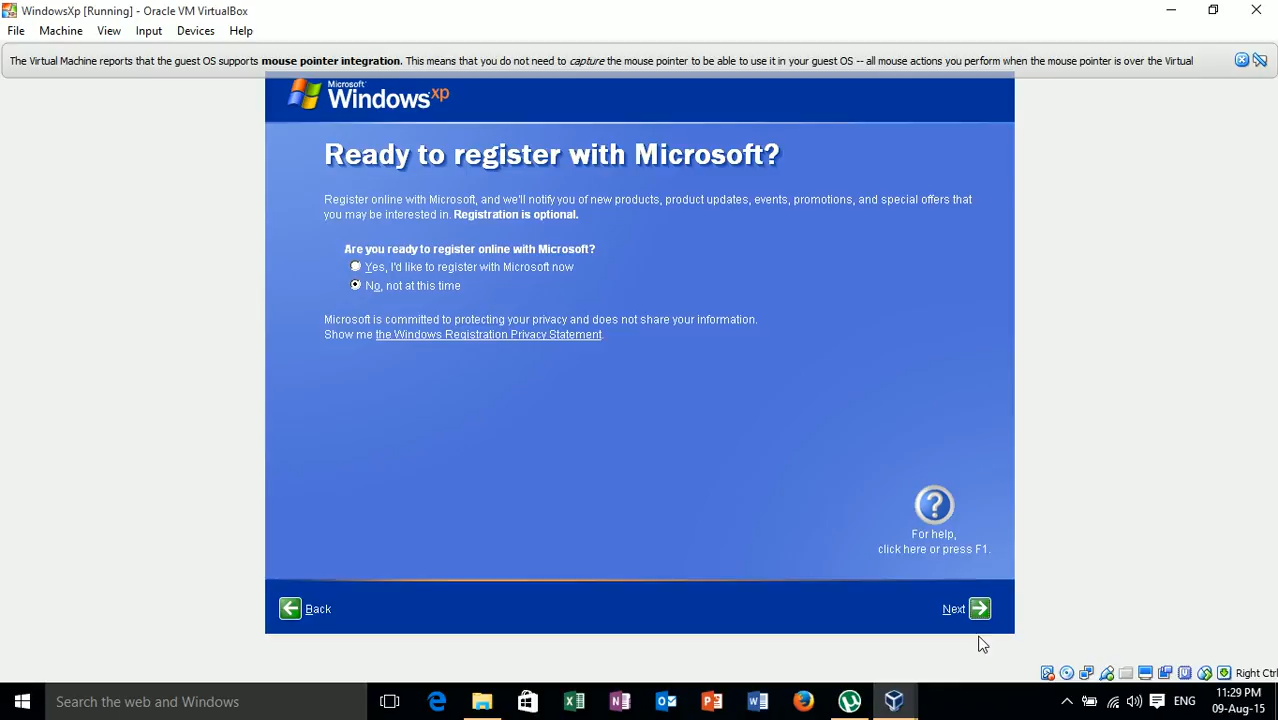 WindowsXp [Running] - Oracle VM VirtualBox
File Machine View Input Devices Help
The Virtual Machine reports that the guest OS supports mouse pointer integration. This means that you do not need to capture the mouse pointer to be able to use it in your guest OS -- all mouse actions you perform when the mouse pointer is over the Virtual
Microsoft
Windows xp
Ready to register with Microsoft?
Register online with Microsoft, and we'll notify you of new products, product updates, events, promotions, and special offers that
you may be interested in. Registration is optional.
Are you ready to register online with Microsoft?
Yes, I'd like to register with Microsoft now
No, not at this time
Microsoft is committed to protecting your privacy and does not share your information.
Show me the Windows Registration Privacy Statement.
For help,
click here or press F1.
Back
Next
Right Ctrl
Search the web and Windows
ENG
11:29 PM
09-Aug-15